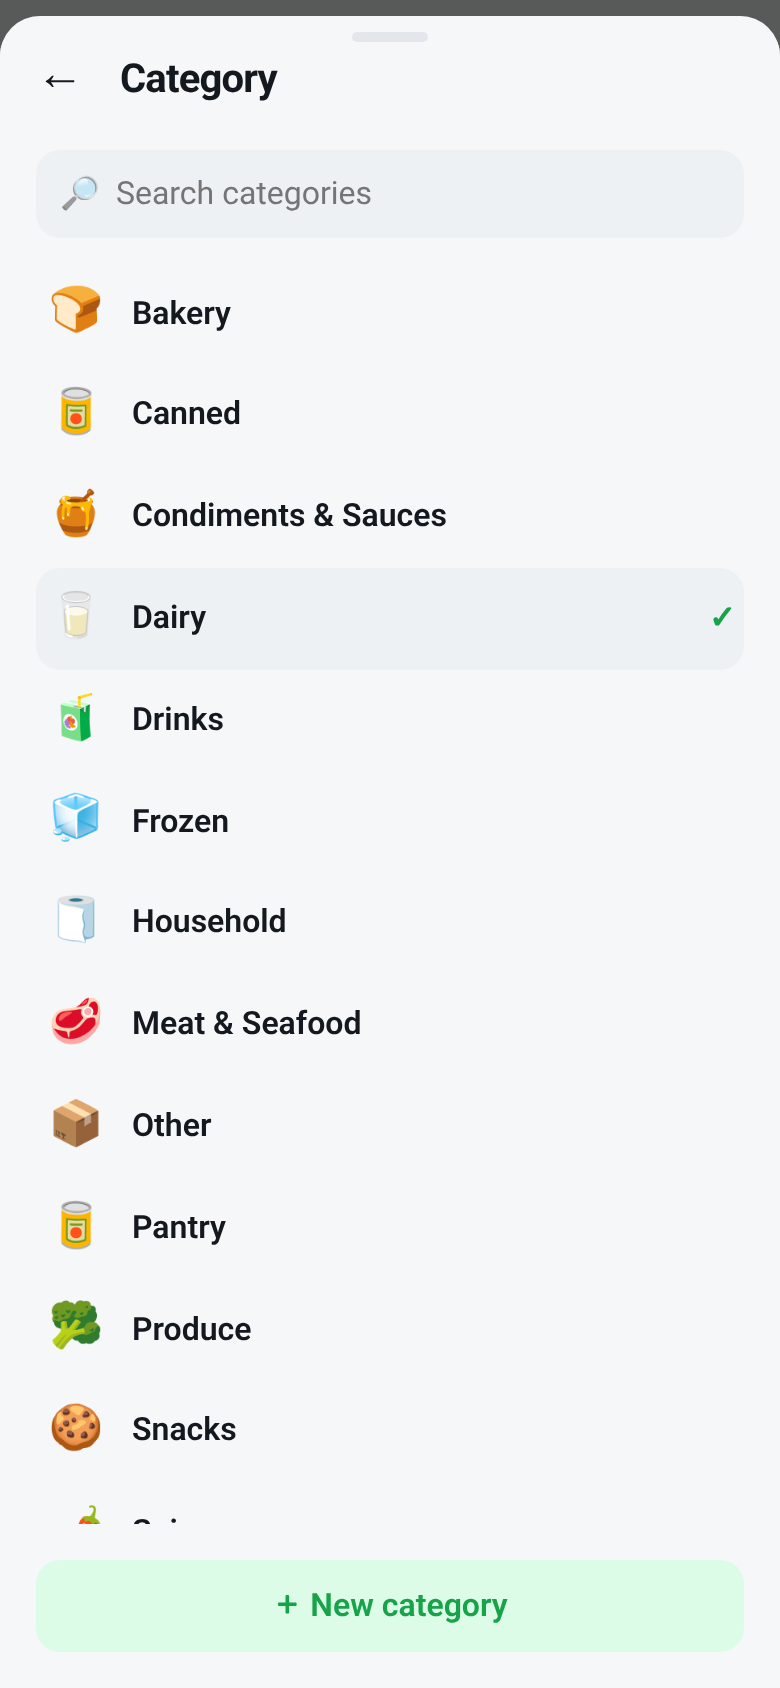 Category
Search categories
Bakery
Canned
Condiments & Sauces
Dairy
Drinks
Frozen
Household
Meat & Seafood
Other
Pantry
Produce
Snacks
+ New category